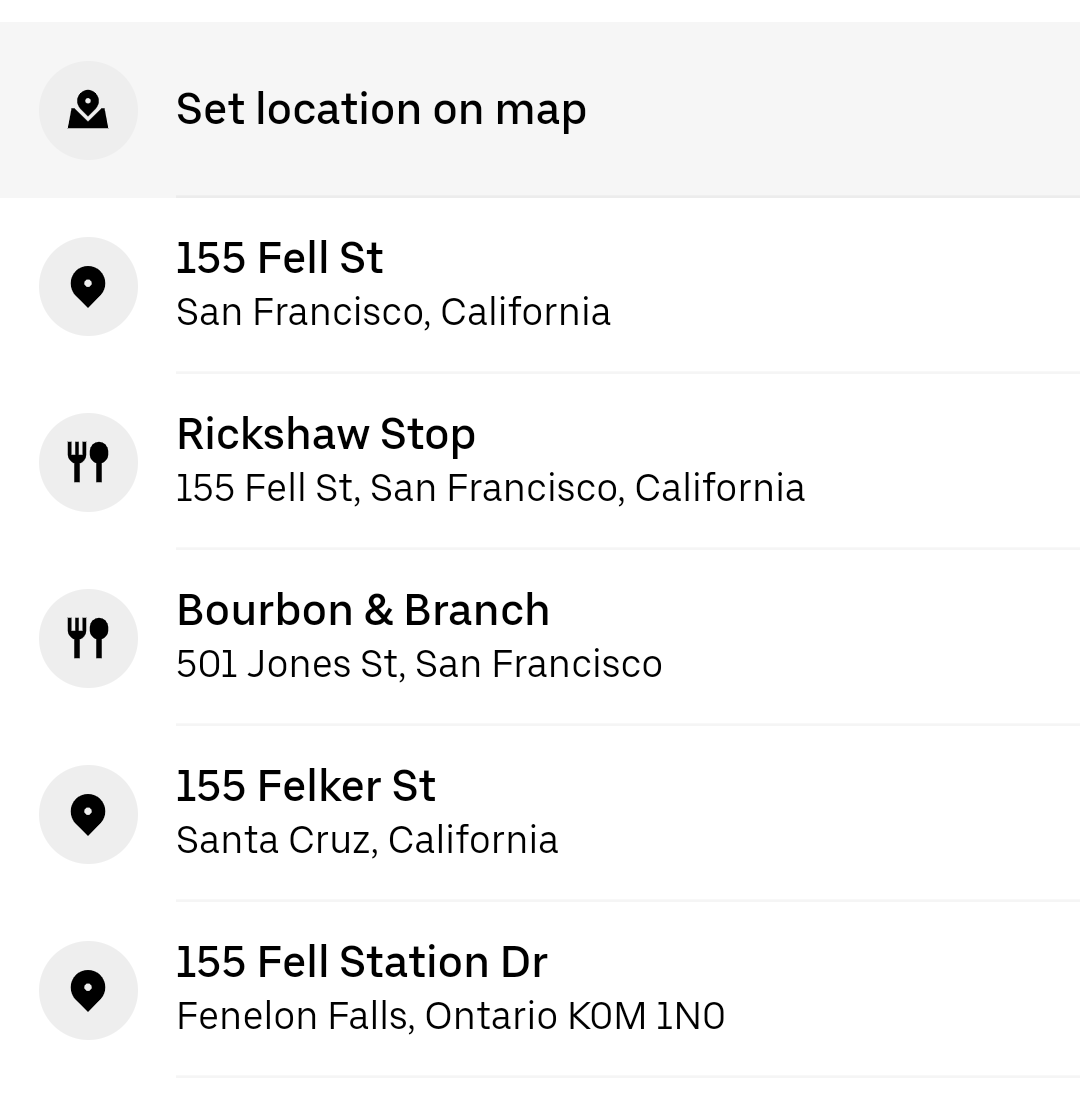 Set location on map
155 Fell St
San Francisco, California
Rickshaw Stop
155 Fell St, San Francisco, California
Bourbon & Branch
501 Jones St, San Francisco
155 Felker St
Santa Cruz, California
155 Fell Station Dr
Fenelon Falls, Ontario K0M 1N0